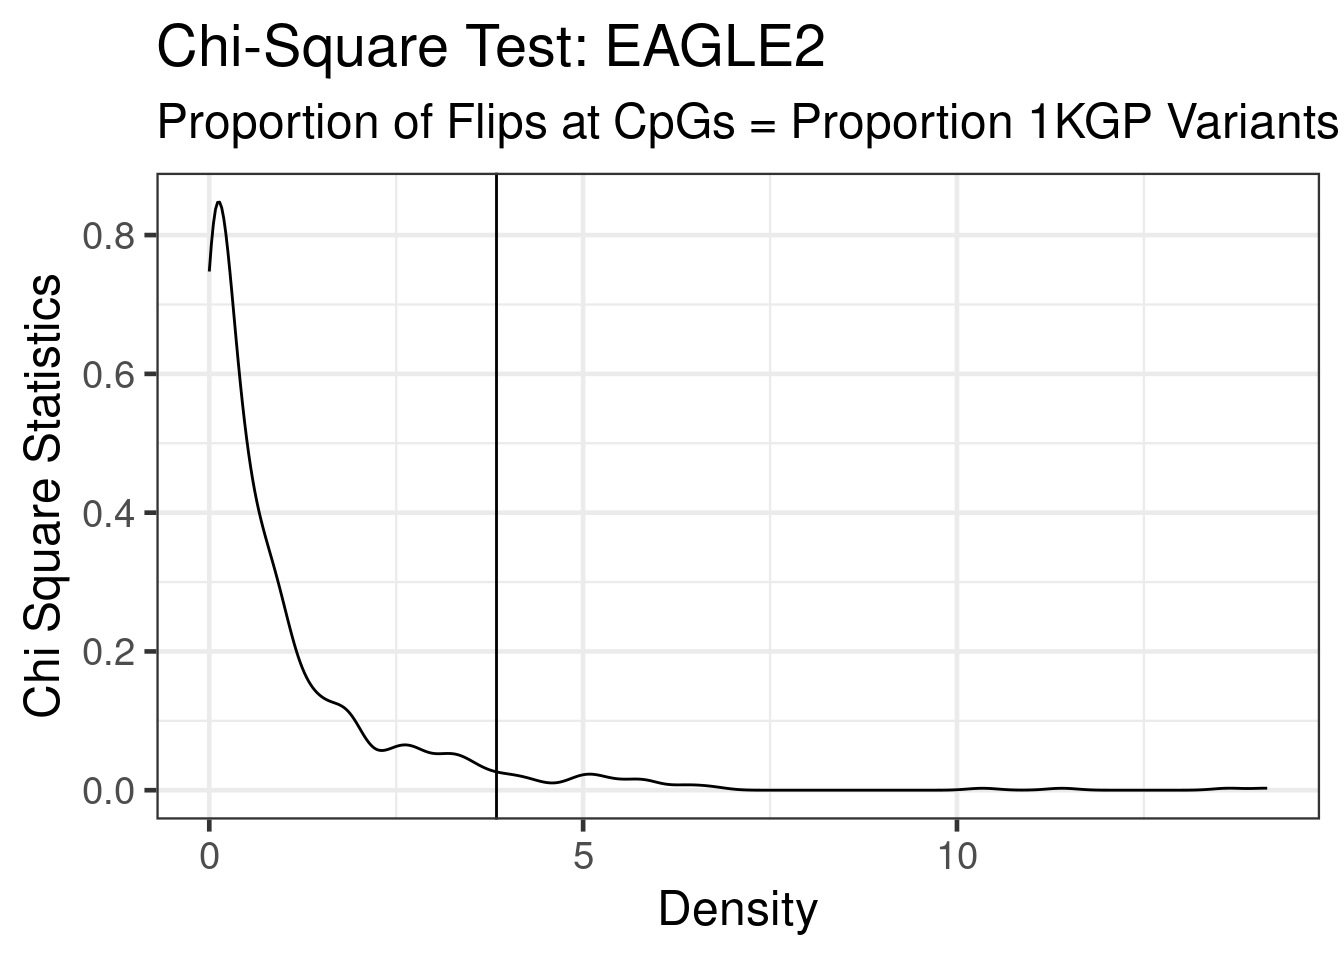 Chi-Square Test: EAGLE2
Proportion of Flips at CpGs = Proportion 1KGP Variants
Chi Square Statistics
0.8
0.6
0.4
0.2
0.0
0
5
10
Density